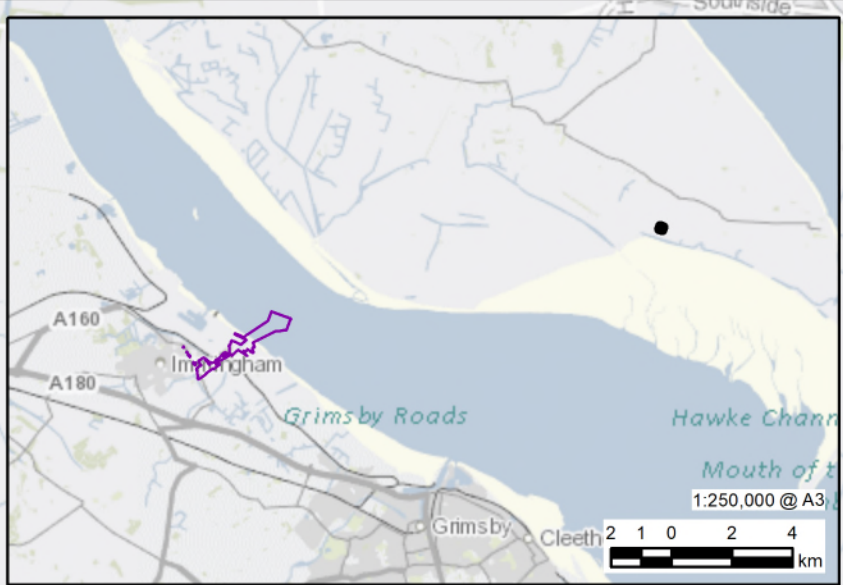 Southside
A160
Immingham
A180
Grimsby Roads
Hawke Chann
Mouth of t
1:250,000 @ A3
Grimsby
Cleeth
2 1 0 2 4
km